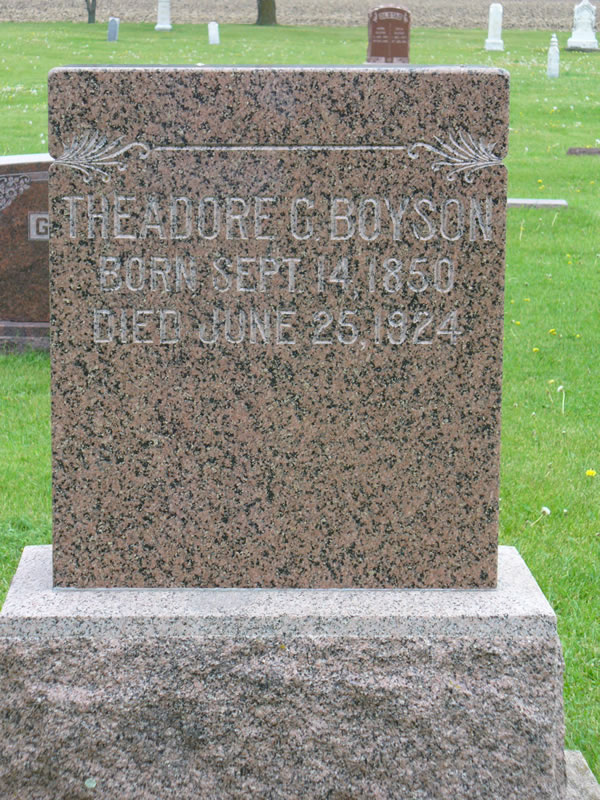 THEADORE C. BOYSON
BORN SEPT. 14, 1850
DIED JUNE 25, 1924
G